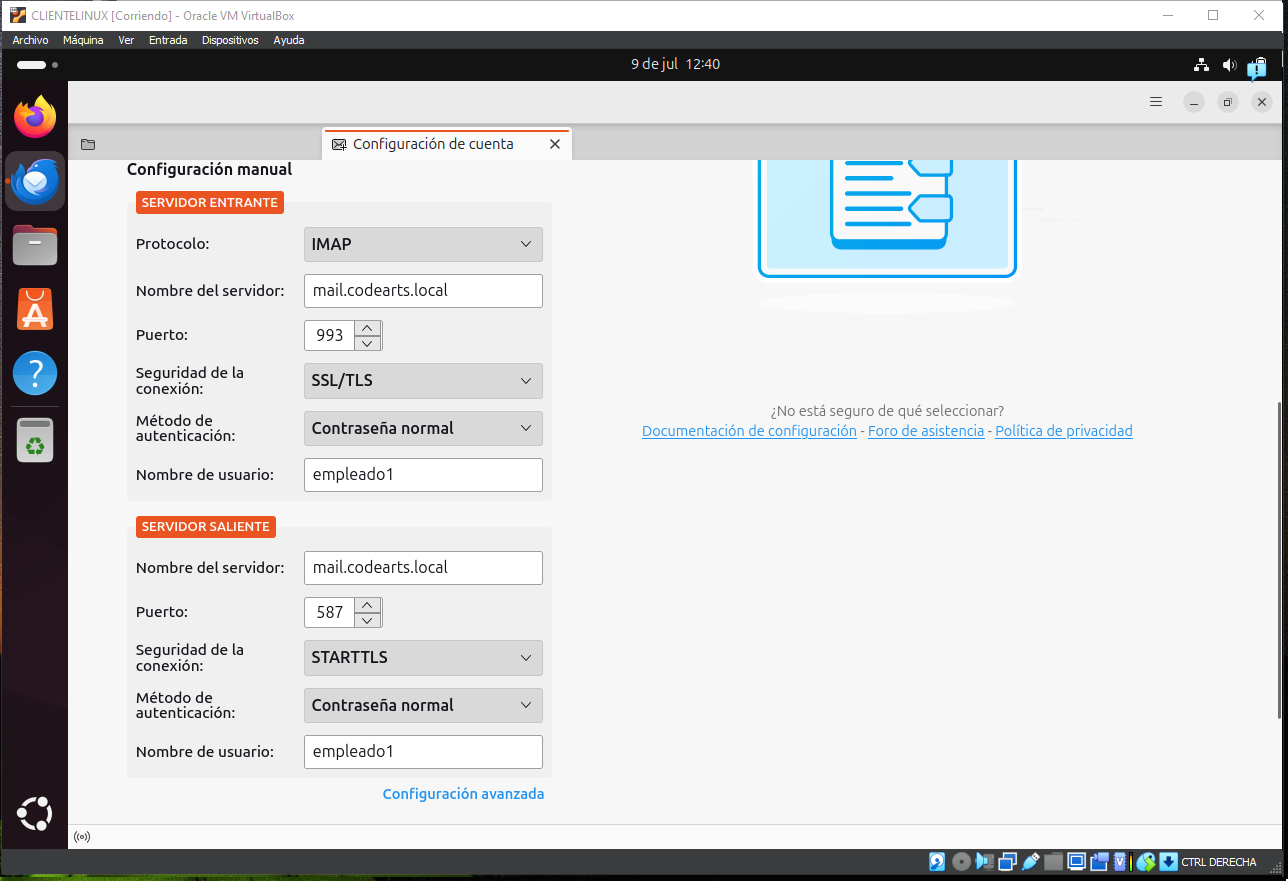 CLIENTELINUX [Corriendo] - Oracle VM VirtualBox
Archivo Máquina Ver Entrada Dispositivos Ayuda
9 de jul 12:40
Configuración de cuenta
Configuración manual
SERVIDOR ENTRANTE
Protocolo: IMAP
Nombre del servidor: mail.codearts.local
Puerto: 993
Seguridad de la
conexión: SSL/TLS
Método de
autenticación: Contraseña normal
Nombre de usuario: empleado1
SERVIDOR SALIENTE
Nombre del servidor: mail.codearts.local
Puerto: 587
Seguridad de la
conexión: STARTTLS
Método de
autenticación: Contraseña normal
Nombre de usuario: empleado1
Configuración avanzada
¿No está seguro de qué seleccionar?
Documentación de configuración - Foro de asistencia - Política de privacidad
CTRL DERECHA